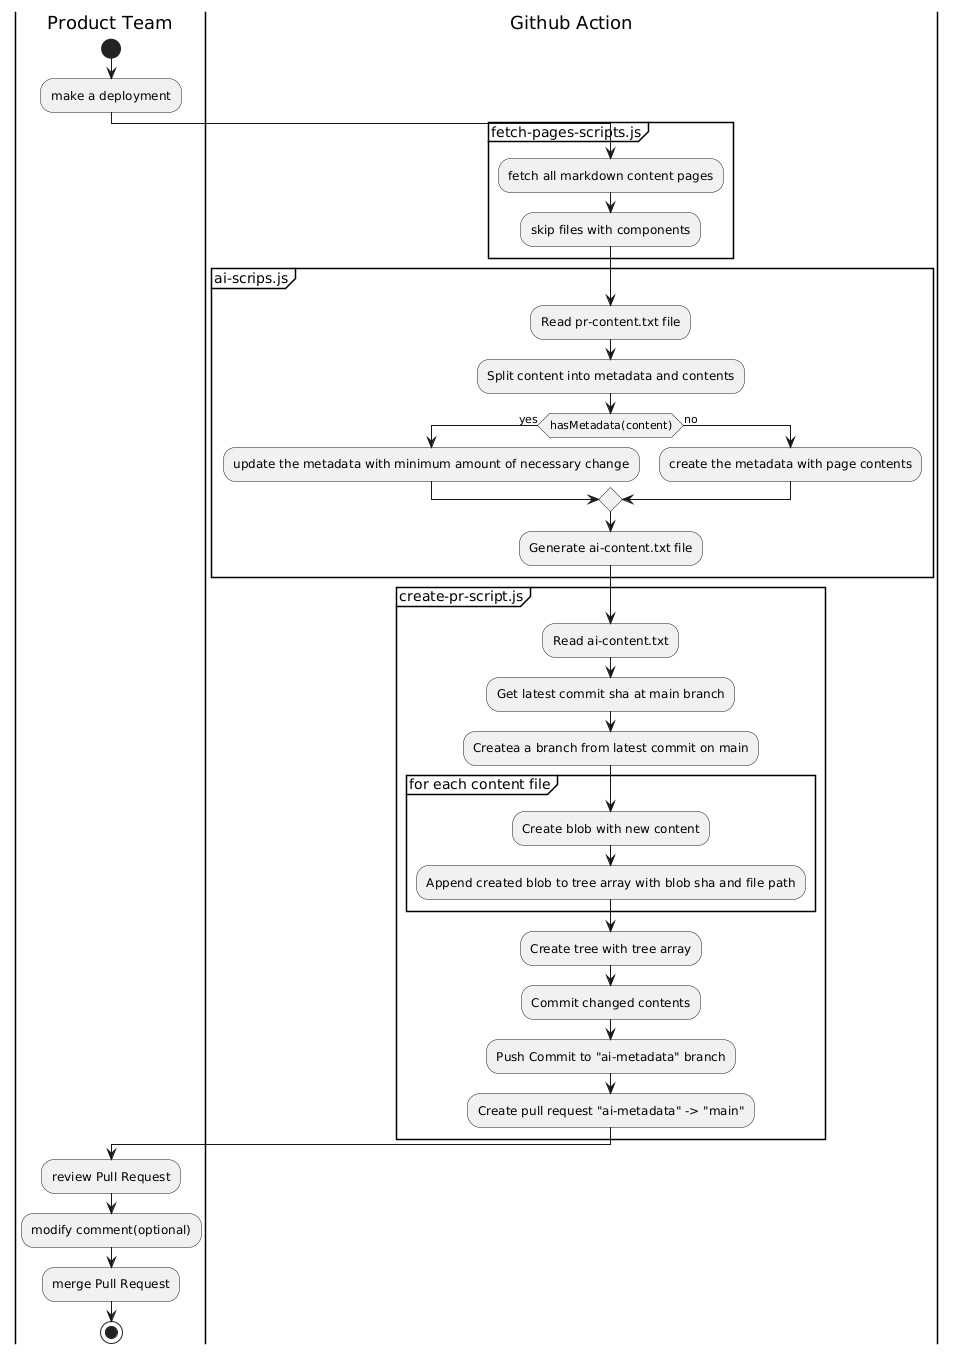 Product Team
Github Action
make a deployment
fetch-pages-scripts.js
fetch all markdown content pages
skip files with components
ai-scrips.js
Read pr-content.txt file
Split content into metadata and contents
yes
hasMetadata(content)
no
update the metadata with minimum amount of necessary change
create the metadata with page contents
Generate ai-content.txt file
create-pr-script.js
Read ai-content.txt
Get latest commit sha at main branch
Createa a branch from latest commit on main
for each content file
Create blob with new content
Append created blob to tree array with blob sha and file path
Create tree with tree array
Commit changed contents
Push Commit to "ai-metadata" branch
Create pull request "ai-metadata" -> "main"
review Pull Request
modify comment(optional)
merge Pull Request